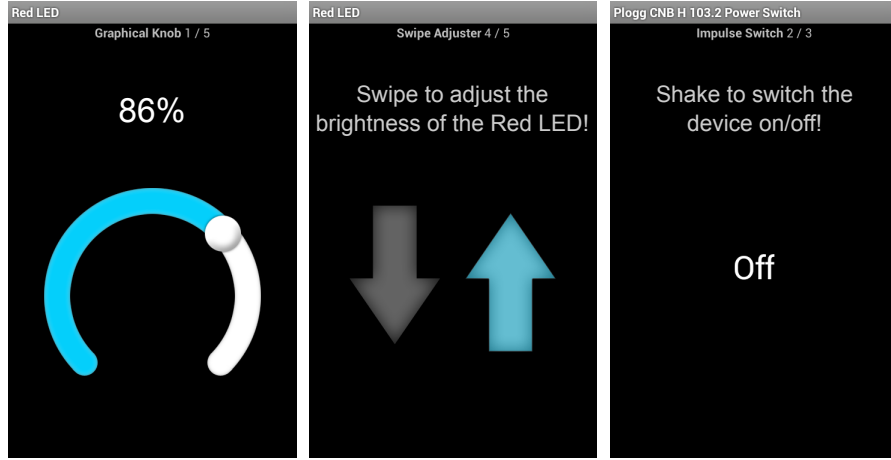 Red LED
Graphical Knob 1 / 5
86%
Red LED
Swipe Adjuster 4 / 5
Swipe to adjust the
brightness of the Red LED!
Plogg CNB H 103.2 Power Switch
Impulse Switch 2 / 3
Shake to switch the
device on/off!
Off